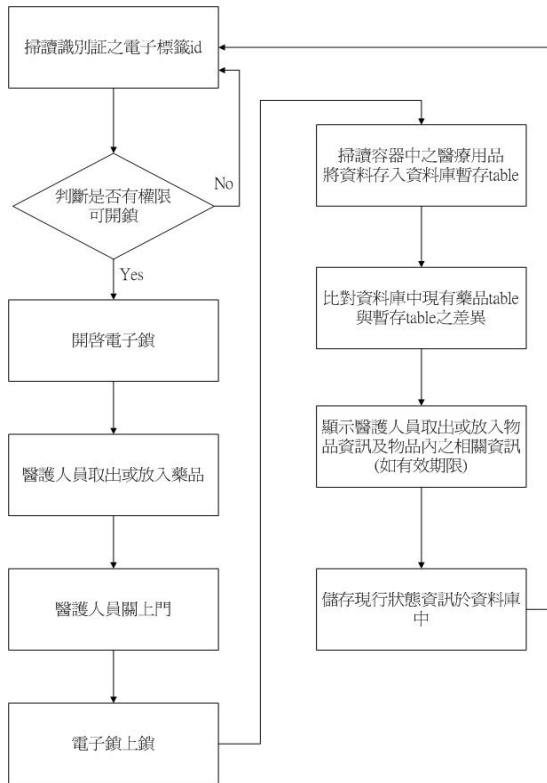 掃讀識別証之電子標籤id
判斷是否有權限
可開鎖
No
Yes
開啓電子鎖
醫護人員取出或放入藥品
醫護人員關上門
電子鎖上鎖
掃讀容器中之醫療用品
將資料存入資料庫暫存table
比對資料庫中現有藥品table
與暫存table之差異
顯示醫護人員取出或放入物
品資訊及物品內之相關資訊
(如有效期限)
儲存現行狀態資訊於資料庫
中